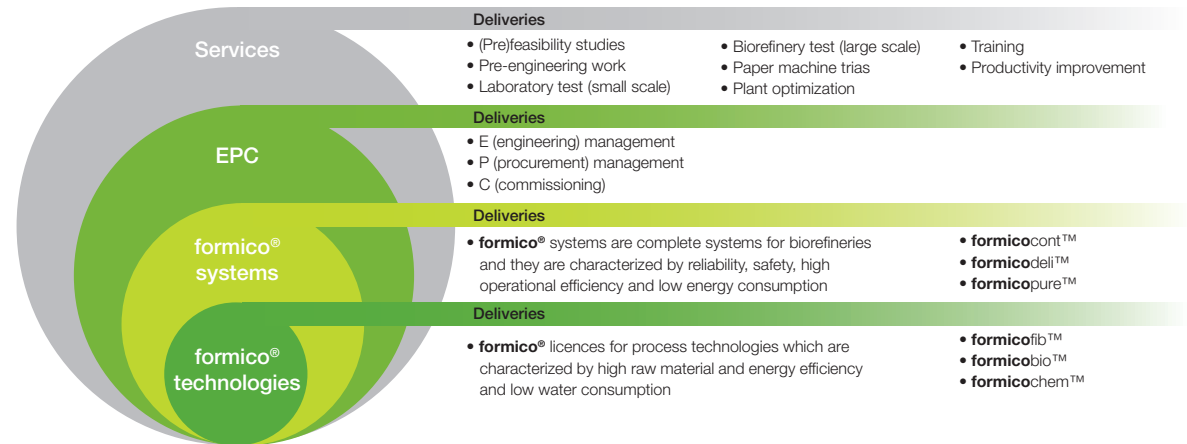 Services
Deliveries
• (Pre)feasibility studies
• Pre-engineering work
• Laboratory test (small scale)
• Biorefinery test (large scale)
• Paper machine trias
• Plant optimization
• Training
• Productivity improvement
EPC
Deliveries
• E (engineering) management
• P (procurement) management
• C (commissioning)
formico®
systems
Deliveries
• formico® systems are complete systems for biorefineries
and they are characterized by reliability, safety, high
operational efficiency and low energy consumption
• formicocont™
• formicodeli™
• formicopure™
formico®
technologies
Deliveries
• formico® licences for process technologies which are
characterized by high raw material and energy efficiency
and low water consumption
• formicofib™
• formicobio™
• formicochem™